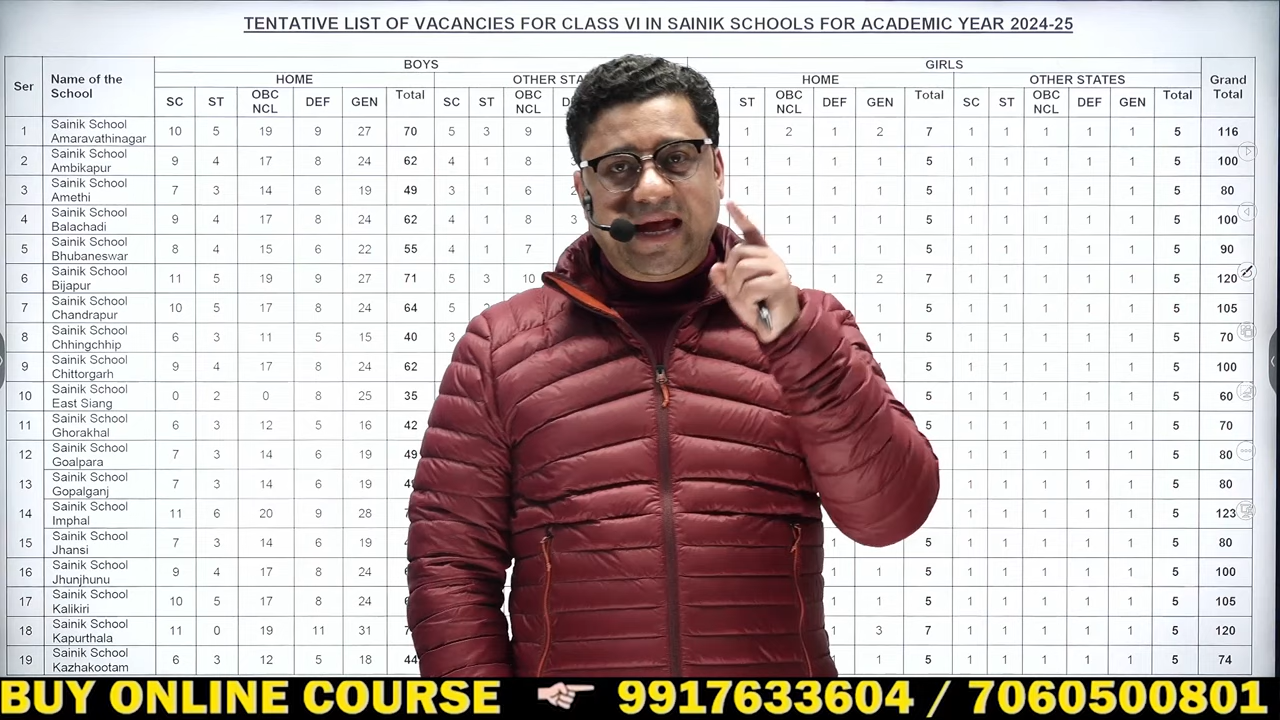 TENTATIVE LIST OF VACANCIES FOR CLASS VI IN SAINIK SCHOOLS FOR ACADEMIC YEAR 2024-25
BOYS GIRLS
HOME OTHER HOME OTHER STATES
Ser Name of the School SC ST OBC NCL DEF GEN Total SC ST OBC NCL ST OBC NCL DEF GEN Total SC ST OBC NCL DEF GEN Total Grand Total
1 Sainik School Amaravathinagar 10 5 19 9 27 70 5 3 9 1 2 1 2 7 1 1 1 1 1 5 116
2 Sainik School Ambikapur 9 4 17 8 24 62 4 1 8 1 1 1 1 5 1 1 1 1 1 5 100
3 Sainik School Amethi 7 3 14 6 19 49 3 1 6 1 1 1 1 5 1 1 1 1 1 5 80
4 Sainik School Balachadi 9 4 17 8 24 62 4 1 8 3 1 1 1 5 1 1 1 1 1 5 100
5 Sainik School Bhubaneswar 8 4 15 6 22 55 4 1 7 1 1 1 5 1 1 1 1 1 5 90
6 Sainik School Bijapur 11 5 19 9 27 71 6 3 10 1 2 7 1 1 1 1 1 5 120
7 Sainik School Chandrapur 10 5 17 8 24 64 5 1 5 1 1 1 1 1 5 105
8 Sainik School Chhingchhip 6 3 11 5 15 40 3 1 5 1 1 1 1 1 5 70
9 Sainik School Chittorgarh 9 4 17 8 24 62 1 5 1 1 1 1 1 5 100
10 Sainik School East Siang 0 2 0 8 25 35 5 1 1 1 1 1 5 60
11 Sainik School Ghorakhal 6 3 12 5 16 42 5 1 1 1 1 1 5 70
12 Sainik School Goalpara 7 3 14 6 19 49 5 1 1 1 1 1 5 80
13 Sainik School Gopalganj 7 3 14 6 19 5 1 1 1 1 1 5 80
14 Sainik School Imphal 11 6 20 9 28 5 1 1 1 1 1 5 123
15 Sainik School Jhansi 7 3 14 6 19 1 1 5 1 1 1 1 1 5 80
16 Sainik School Jhunjhunu 9 4 17 8 24 1 1 5 1 1 1 1 1 5 100
17 Sainik School Kalikiri 10 5 17 8 24 1 1 5 1 1 1 1 1 5 105
18 Sainik School Kapurthala 11 0 19 11 31 1 3 7 1 1 1 1 1 5 120
19 Sainik School Kazhakootam 6 3 12 5 18 44 1 1 5 1 1 1 1 1 5 74
BUY ONLINE COURSE 9917633604 / 7060500801